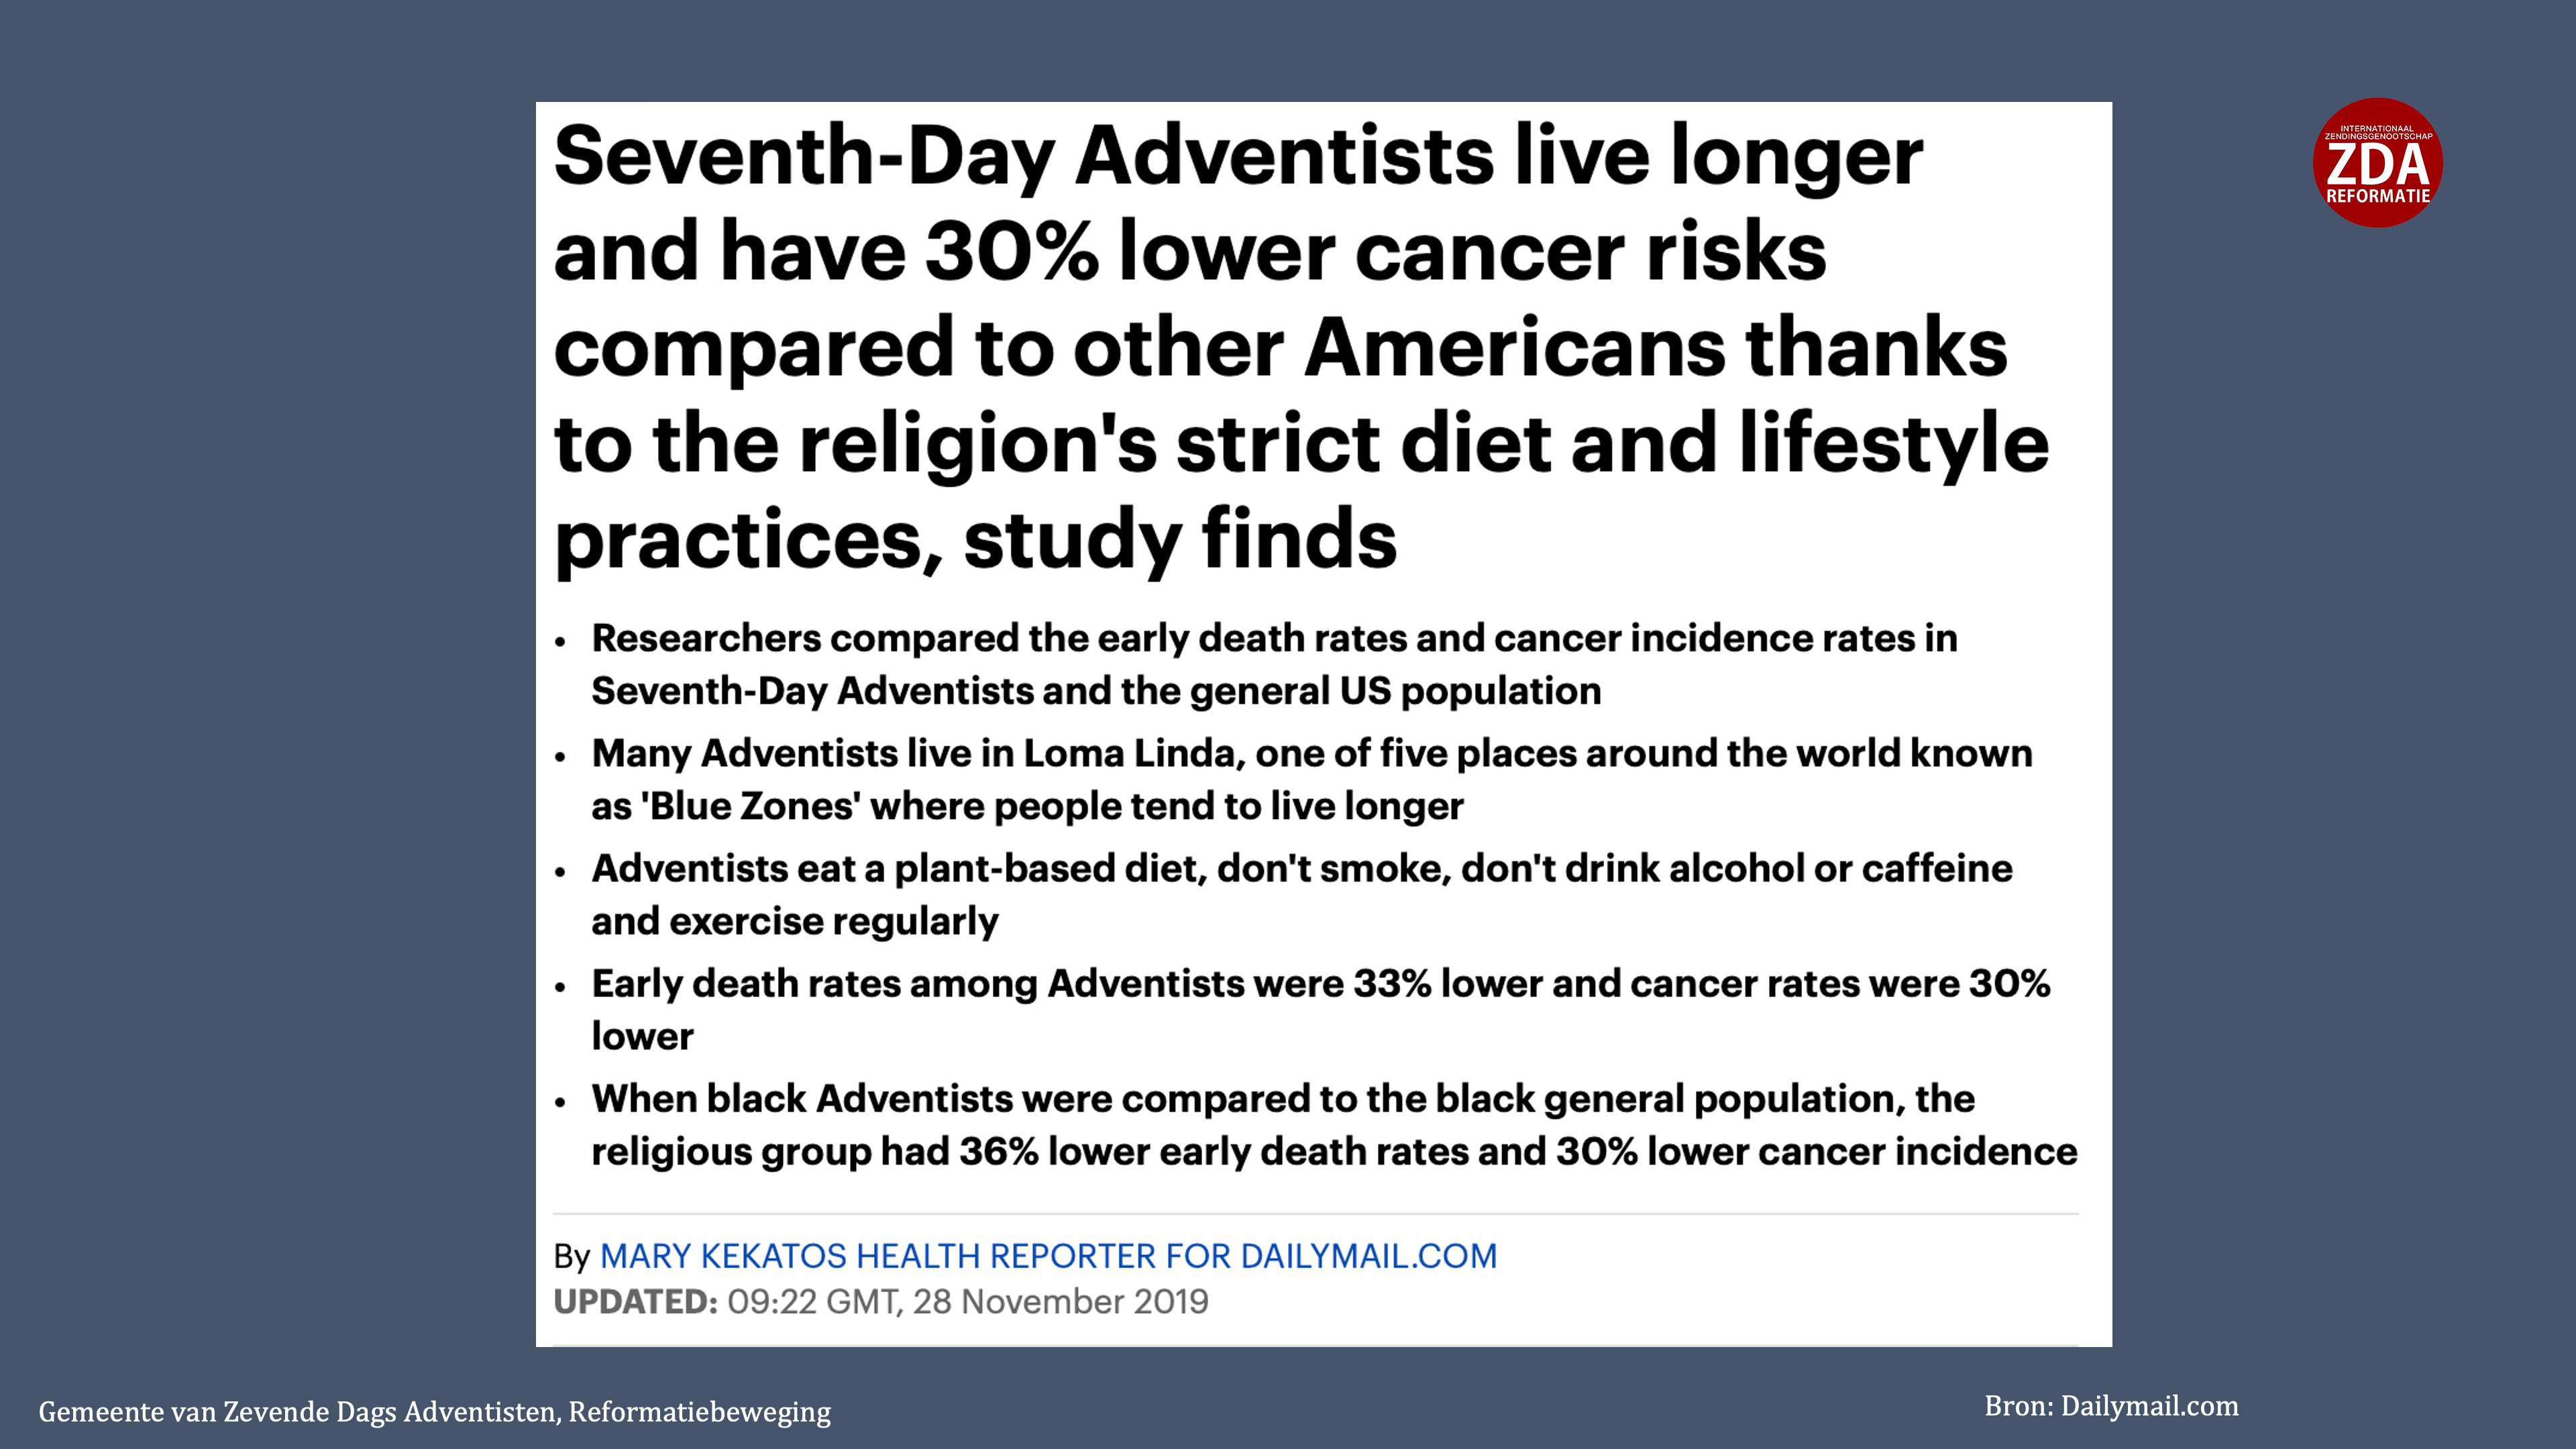 Seventh-Day Adventists live longer
and have 30% lower cancer risks
compared to other Americans thanks
to the religion's strict diet and lifestyle
practices, study finds
• Researchers compared the early death rates and cancer incidence rates in
Seventh-Day Adventists and the general US population
• Many Adventists live in Loma Linda, one of five places around the world known
as 'Blue Zones' where people tend to live longer
• Adventists eat a plant-based diet, don't smoke, don't drink alcohol or caffeine
and exercise regularly
• Early death rates among Adventists were 33% lower and cancer rates were 30%
lower
• When black Adventists were compared to the black general population, the
religious group had 36% lower early death rates and 30% lower cancer incidence
By MARY KEKATOS HEALTH REPORTER FOR DAILYMAIL.COM
UPDATED: 09:22 GMT, 28 November 2019
INTERNATIONAAL
ZENDINGSGENOOTSCHAP
ZDA
REFORMATIE
Gemeente van Zevende Dags Adventisten, Reformatiebeweging
Bron: Dailymail.com